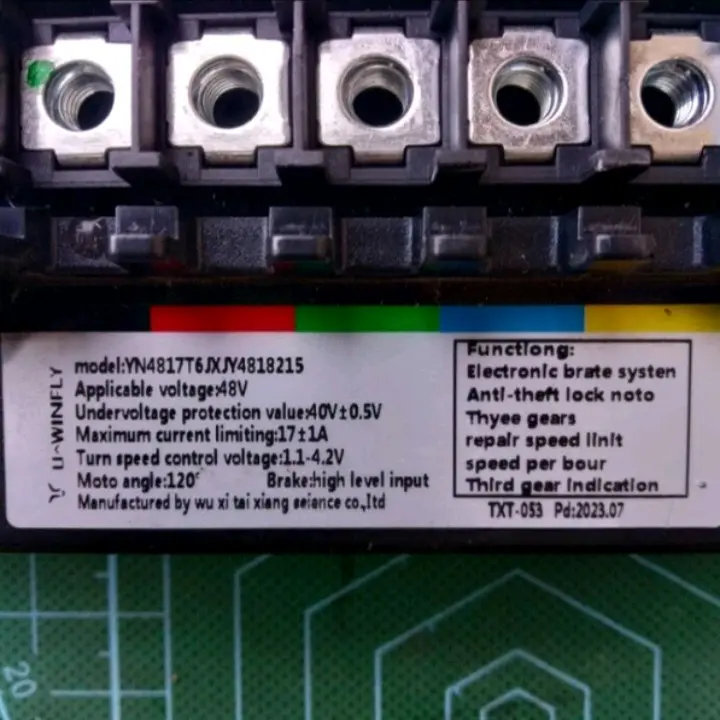 U-WINFLY
model:YN4817T6JXJY4818215
Applicable voltage:48V
Undervoltage protection value:40V±0.5V
Maximum current limiting:17±1A
Turn speed control voltage:1.1-4.2V
Moto angle:120° Brake:high level input
Manufactured by wu xi tai xiang seience co.,ltd
Functlong:
Electronic brate systen
Anti-theft lock noto
Thyee gears
repair speed linlt
speed per bour
Third gear indication
TXT-053 Pd:2023.07
20